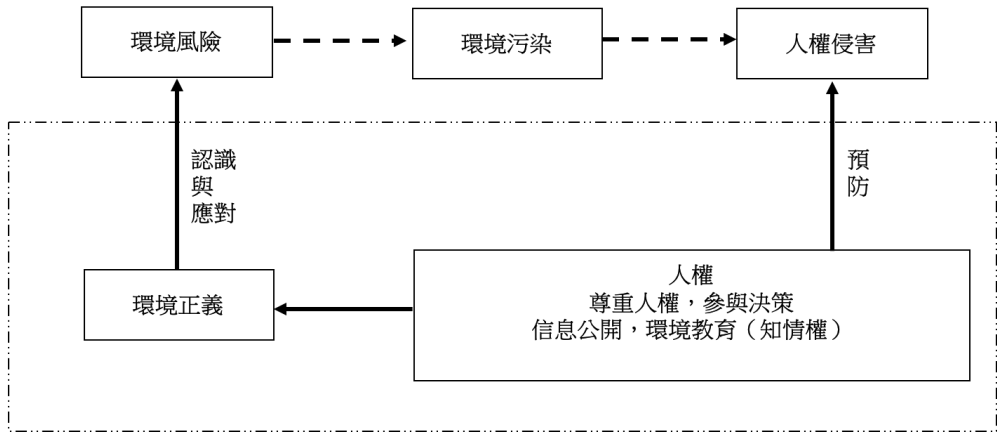 環境風險
環境污染
人權侵害
認識
與
應對
預
防
環境正義
人權
尊重人權，參與決策
信息公開，環境教育（知情權）